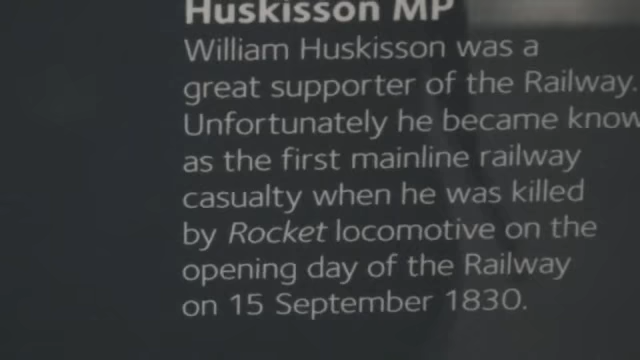 Huskisson MP
William Huskisson was a
great supporter of the Railway.
Unfortunately he became know
as the first mainline railway
casualty when he was killed
by Rocket locomotive on the
opening day of the Railway
on 15 September 1830.